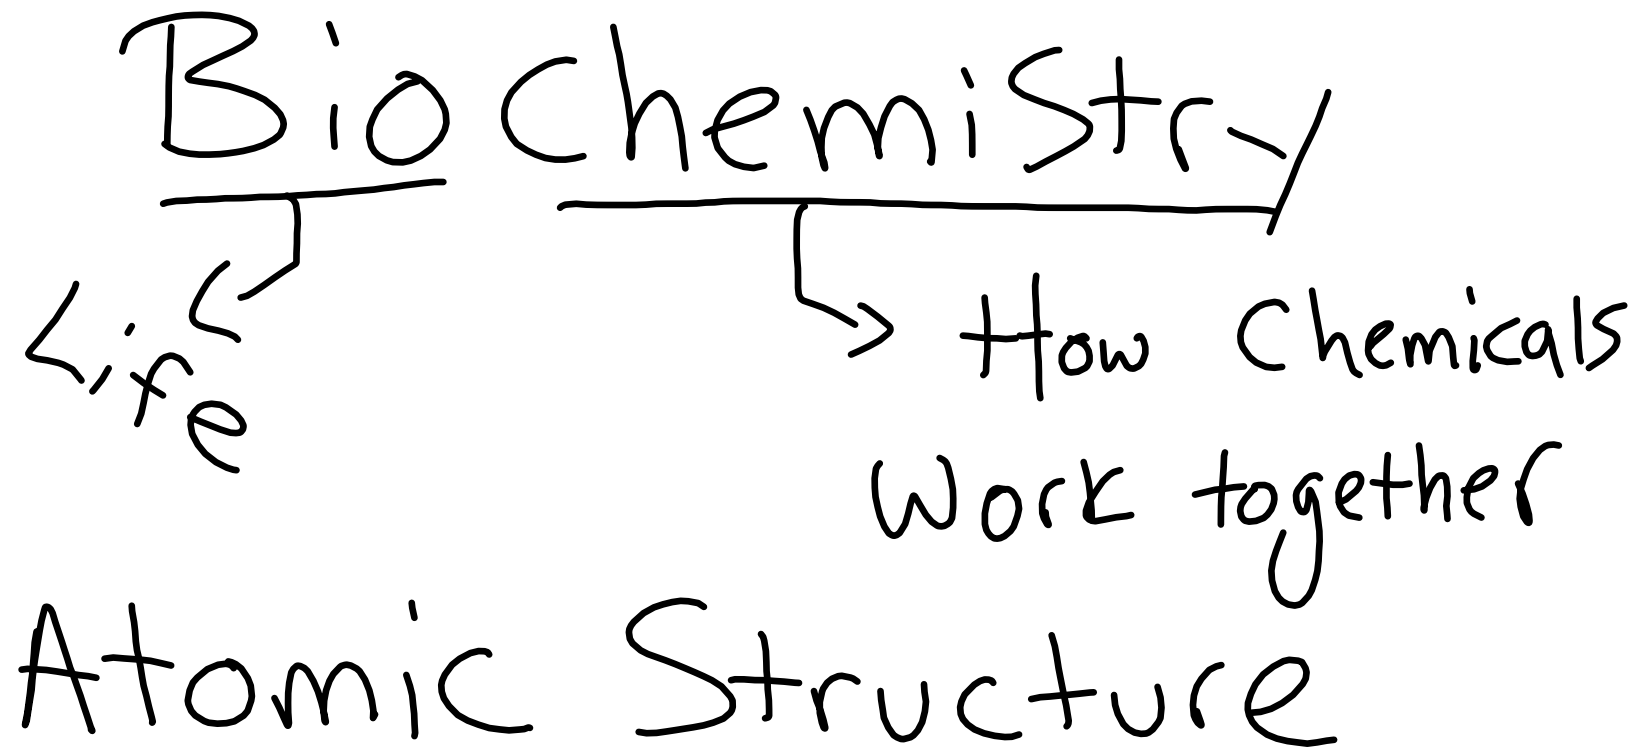 BioChemistry
Life
How Chemicals
Work together
Atomic Structure